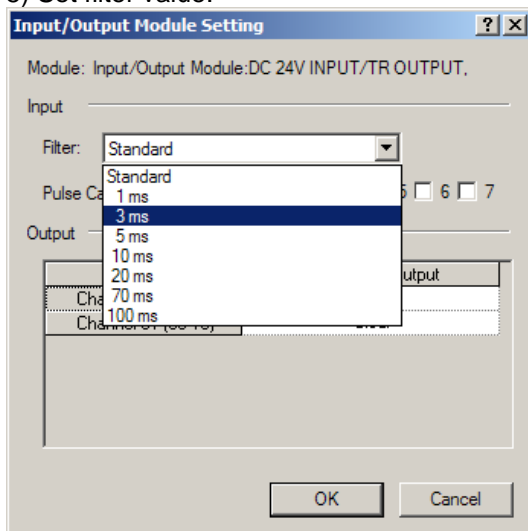 Input/Output Module Setting
Module: Input/Output Module:DC 24V INPUT/TR OUTPUT,
Input
Filter: Standard
Standard
1 ms
3 ms
5 ms
10 ms
20 ms
70 ms
100 ms
Pulse 6 7
Output
OK Cancel